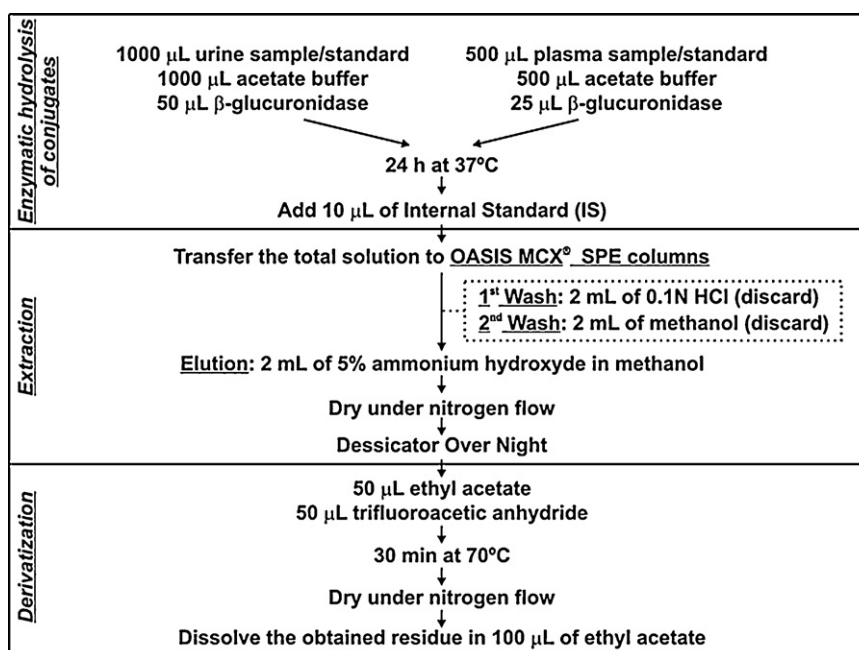 Enzymatic hydrolysis
of conjugates
1000 μL urine sample/standard
1000 μL acetate buffer
50 μL β-glucuronidase
500 μL plasma sample/standard
500 μL acetate buffer
25 μL β-glucuronidase
24 h at 37ºC
Add 10 μL of Internal Standard (IS)
Extraction
Transfer the total solution to OASIS MCX® SPE columns
1st Wash: 2 mL of 0.1N HCl (discard)
2nd Wash: 2 mL of methanol (discard)
Elution: 2 mL of 5% ammonium hydroxyde in methanol
Dry under nitrogen flow
Dessicator Over Night
Derivatization
50 μL ethyl acetate
50 μL trifluoroacetic anhydride
30 min at 70ºC
Dry under nitrogen flow
Dissolve the obtained residue in 100 μL of ethyl acetate